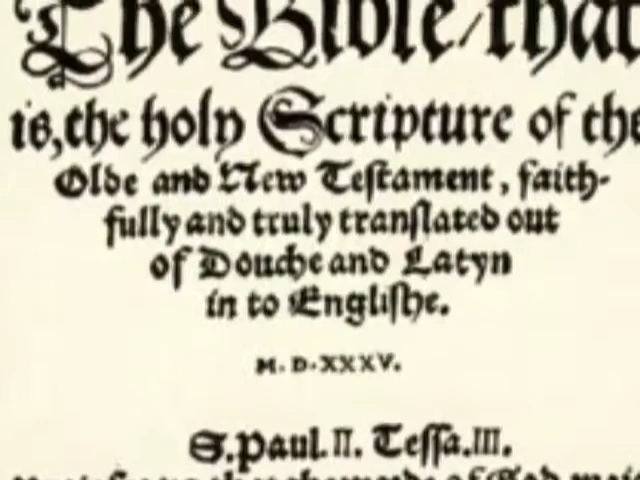 The Bible/that
is, the holy Scripture of the
Olde and New Testament, faith-
fully and truly translated out
of Douche and Latyn
in to Englishe.
M.D.XXXV.
S. Paul. II. Tessa. III.